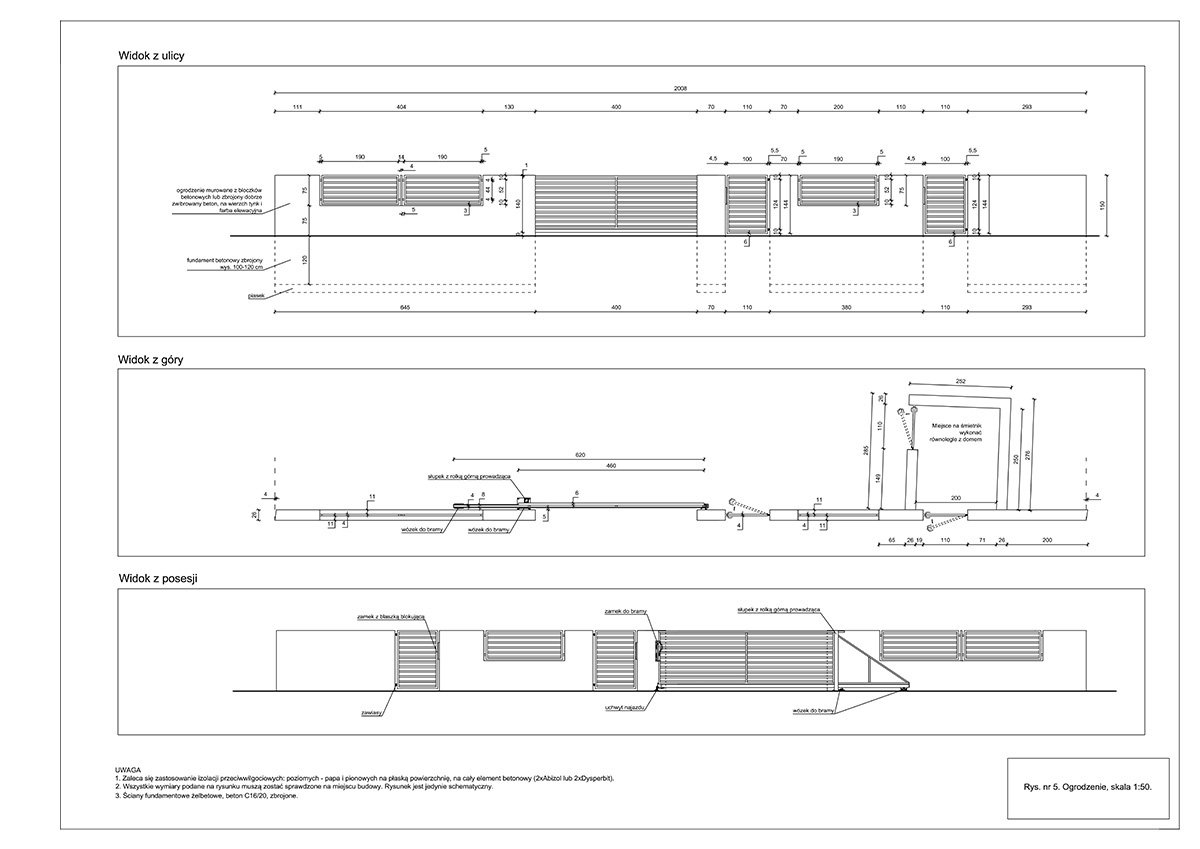 Widok z ulicy
2008
111 404 130 400 70 110 70 200 110 110 293
5 190 14 190 5 4 1 4,5 100 5,5 70 5 190 5 4,5 100 5,5
ogrodzenie murowane z bloczków
betonowych lub zbrojony dobrze
zwibrowany beton, na wierzch tynk i
farba elewacyjna
75 4 44 4 10 52 10 140 10 124 10 144 10 52 10 75 10 124 10 144 150
75 5 3 3
6 6
fundament betonowy zbrojony
wys. 100-120 cm
120
piasek
645 400 70 110 380 110 293
Widok z góry
252
285 26 110 149
Miejsce na śmietnik
wykonać
równolegle z domem
250 276
620
460
słupek z rolką górną prowadząca
4 11 4 8 6 11 200 4
26 11 4 5 4 4 11
wózek do bramy wózek do bramy
65 26 19 110 71 26 200
Widok z posesji
zamek z blaszką blokującą
zamek do bramy
słupek z rolką górną prowadząca
zawiasy
uchwyt najazdu
wózek do bramy
UWAGA
1. Zaleca się zastosowanie izolacji przeciwwilgociowych: poziomych - papa i pionowych na płaską powierzchnię, na cały element betonowy (2xAbizol lub 2xDysperbit).
2. Wszystkie wymiary podane na rysunku muszą zostać sprawdzone na miejscu budowy. Rysunek jest jedynie schematyczny.
3. Ściany fundamentowe żelbetowe, beton C16/20, zbrojone.
Rys. nr 5. Ogrodzenie, skala 1:50.